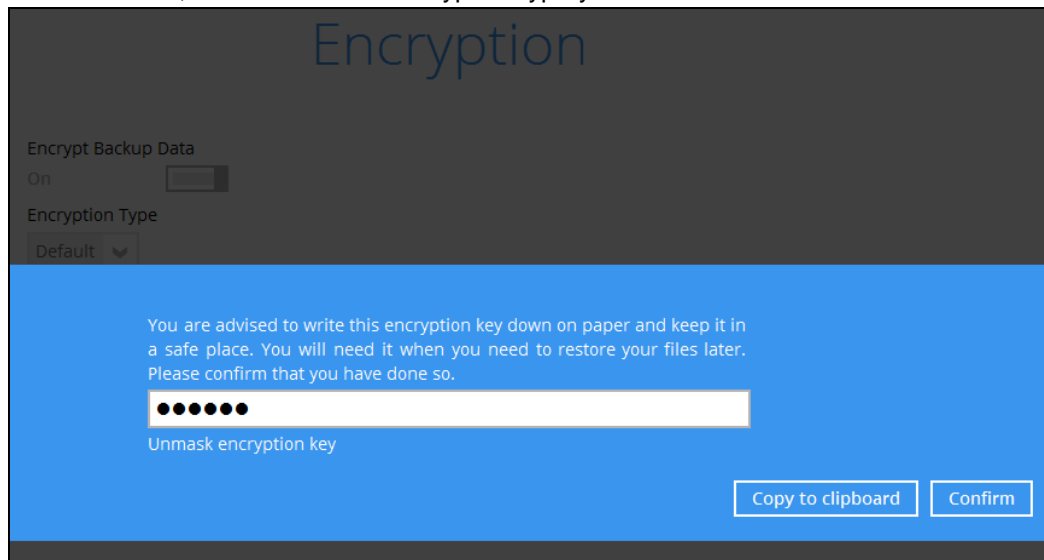 Encryption
Encrypt Backup Data
On
Encryption Type
Default
You are advised to write this encryption key down on paper and keep it in
a safe place. You will need it when you need to restore your files later.
Please confirm that you have done so.
Unmask encryption key
Copy to clipboard Confirm